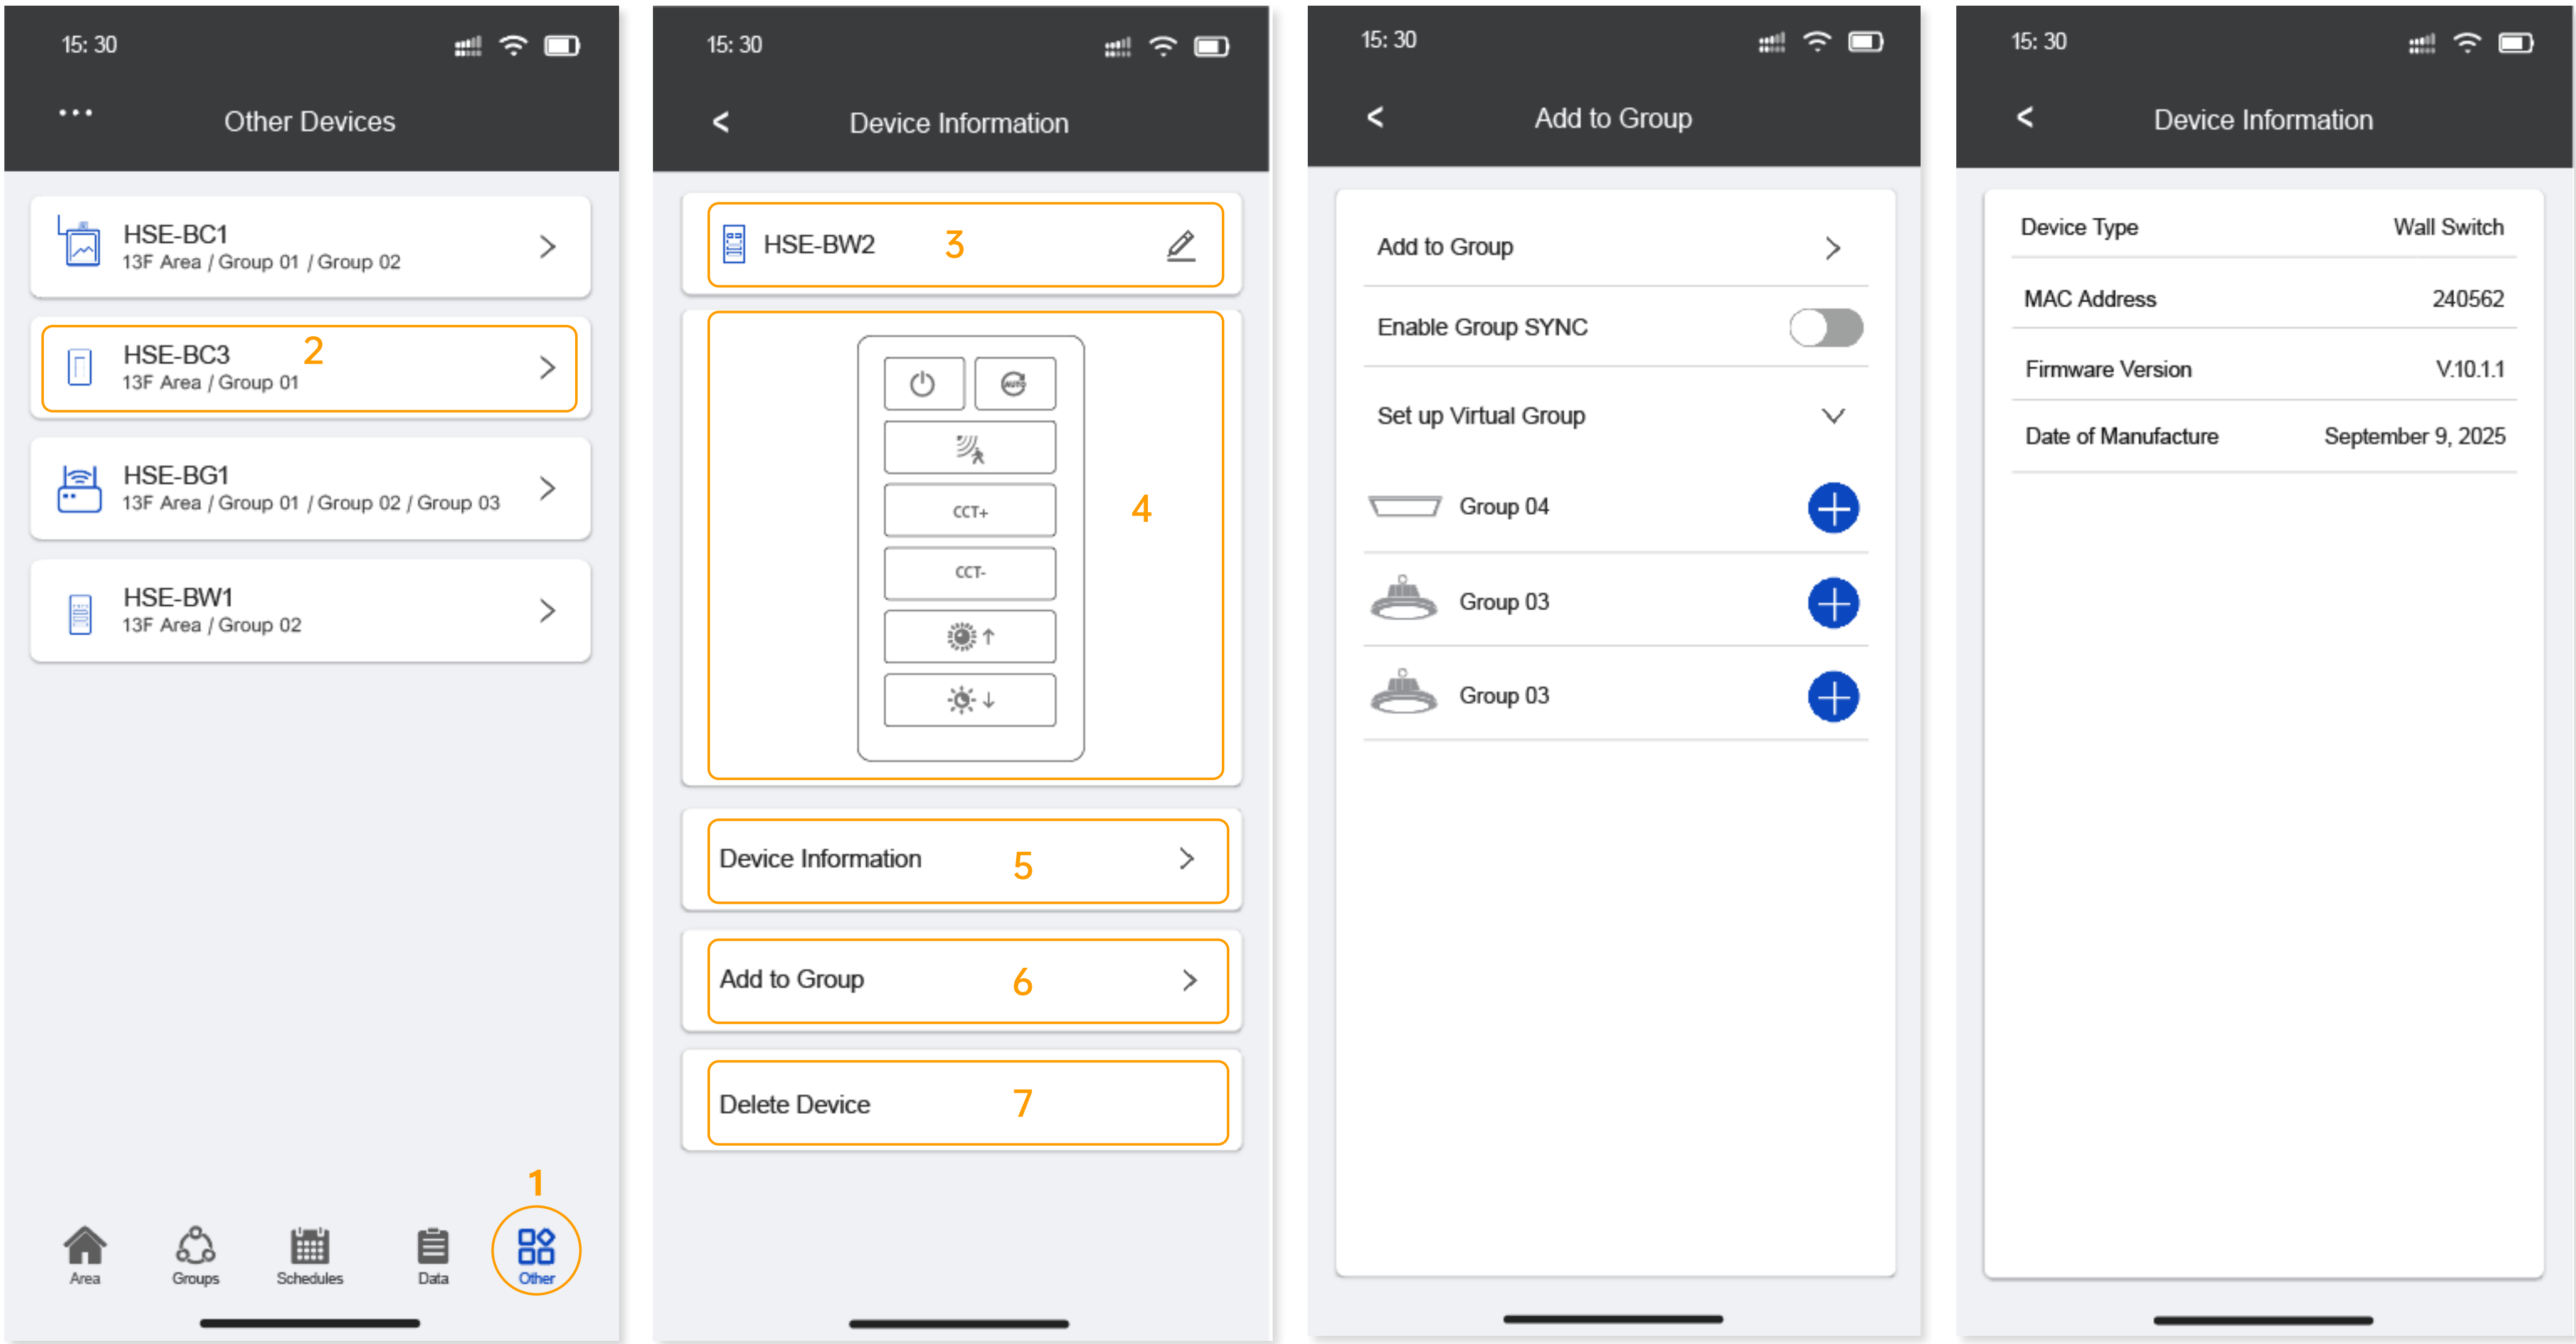 15: 30
Other Devices
HSE-BC1
13F Area / Group 01 / Group 02
HSE-BC3
2
13F Area / Group 01
HSE-BG1
13F Area / Group 01 / Group 02 / Group 03
HSE-BW1
13F Area / Group 02
1
Area
Groups
Schedules
Data
Other
15: 30
<
Device Information
HSE-BW2
3
AUTO
CCT+
4
CCT-
Device Information
5
Add to Group
6
Delete Device
7
15: 30
<
Add to Group
Add to Group
Enable Group SYNC
Set up Virtual Group
Group 04
Group 03
Group 03
15: 30
<
Device Information
Device Type Wall Switch
MAC Address 240562
Firmware Version V.10.1.1
Date of Manufacture September 9, 2025